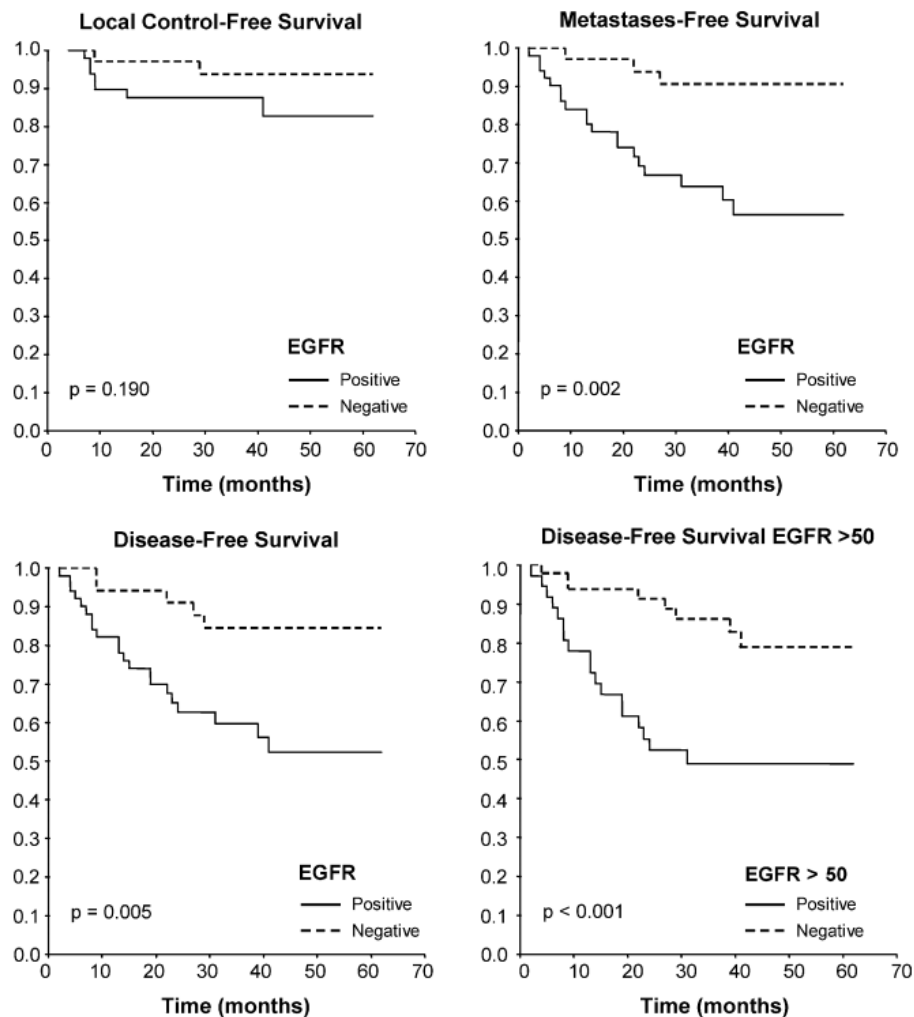 Local Control-Free Survival
1.0
0.9
0.8
0.7
0.6
0.5
0.4
0.3
0.2
0.1
0.0
EGFR
Positive
Negative
p = 0.190
0 10 20 30 40 50 60 70
Time (months)
Metastases-Free Survival
1.0
0.9
0.8
0.7
0.6
0.5
0.4
0.3
0.2
0.1
0.0
EGFR
Positive
Negative
p = 0.002
0 10 20 30 40 50 60 70
Time (months)
Disease-Free Survival
1.0
0.9
0.8
0.7
0.6
0.5
0.4
0.3
0.2
0.1
0.0
EGFR
Positive
Negative
p = 0.005
0 10 20 30 40 50 60 70
Time (months)
Disease-Free Survival EGFR >50
1.0
0.9
0.8
0.7
0.6
0.5
0.4
0.3
0.2
0.1
0.0
EGFR > 50
Positive
Negative
p < 0.001
0 10 20 30 40 50 60 70
Time (months)